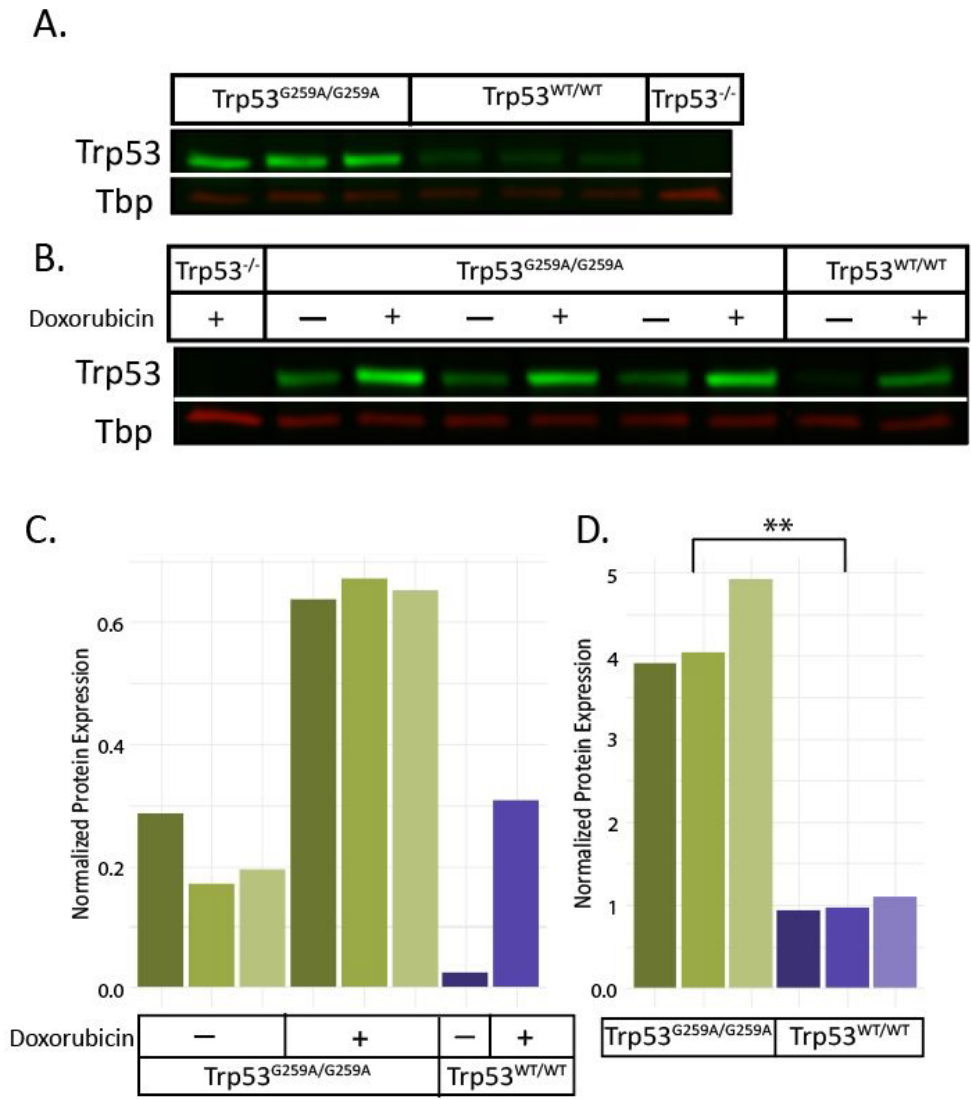 A.
Trp53G259A/G259A Trp53WT/WT Trp53-/-
Trp53
Tbp
B.
Trp53-/- Trp53G259A/G259A Trp53WT/WT
Doxorubicin + — + — + — + — +
Trp53
Tbp
C.
Normalized Protein Expression
0.6
0.4
0.2
0.0
Doxorubicin — + — +
Trp53G259A/G259A Trp53WT/WT
D.
**
Normalized Protein Expression
5
4
3
2
1
0.0
Trp53G259A/G259A Trp53WT/WT